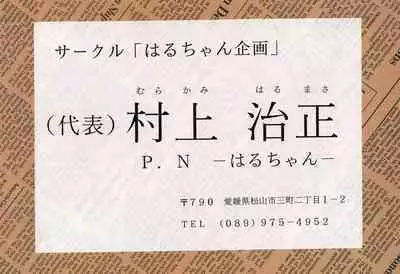 サークル「はるちゃん企画」
むらかみ はるまさ
(代表)村上 治正
P.N －はるちゃん－
〒790 愛媛県松山市三町二丁目1－2
TEL (089)975－4952